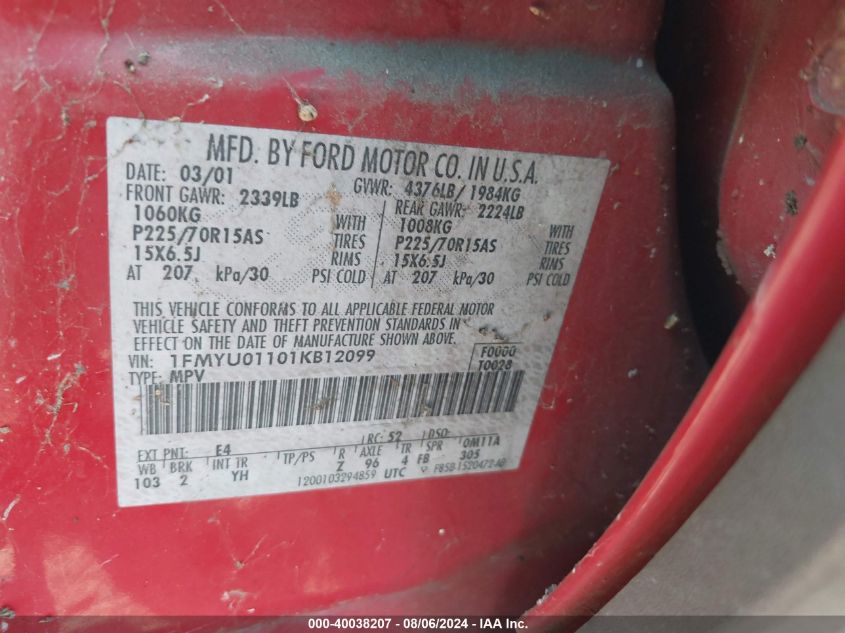 MFD. BY FORD MOTOR CO. IN U.S.A.
DATE: 03/01 GVWR: 4376LB / 1984KG
FRONT GAWR: 2339LB REAR GAWR: 2224LB
1060KG WITH 1008KG WITH
P225/70R15AS TIRES P225/70R15AS TIRES
15X6.5J RIMS 15X6.5J RIMS
AT 207 kPa/30 PSI COLD AT 207 kPa/30 PSI COLD
THIS VEHICLE CONFORMS TO ALL APPLICABLE FEDERAL MOTOR
VEHICLE SAFETY AND THEFT PREVENTION STANDARDS IN
EFFECT ON THE DATE OF MANUFACTURE SHOWN ABOVE.
VIN: 1FMYU01101KB12099 F0000
TYPE: MPV T0028
EXT PNT: E4 RC: 52 DSO:
WB BRK INT TR TP/PS R AXLE TR SPR 0M11A
103 2 YH Z 96 4 FB 305
1200103294859 UTC F85B-1520472-AB
000-40038207 - 08/06/2024 - IAA Inc.